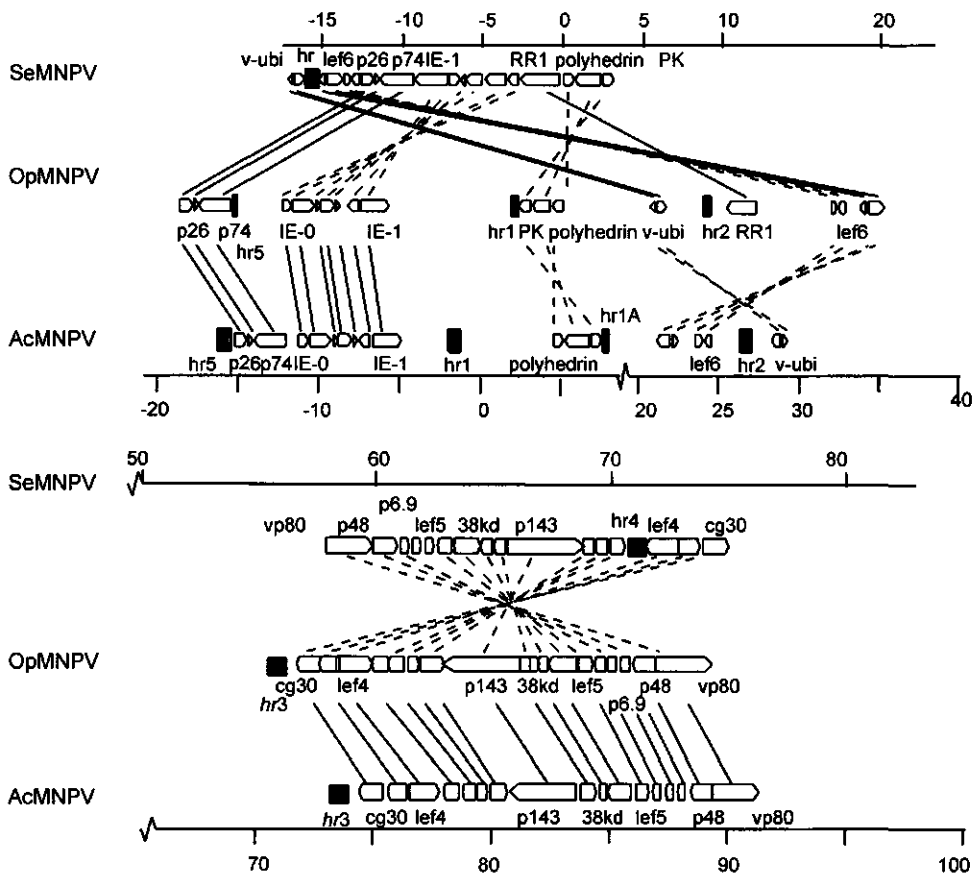 -15 -10 -5 0 5 10 20
v-ubi hr lef6 p26 p74 IE-1 RR1 polyhedrin PK
SeMNPV
OpMNPV
p26 p74 IE-0 IE-1 hr1 PK polyhedrin v-ubi hr2 RR1 lef6
hr5
hr1A
AcMNPV
hr5 p26 p74 IE-0 IE-1 hr1 polyhedrin lef6 hr2 v-ubi
-20 -10 0 20 30 40
50 60 70 80
SeMNPV
p6.9
vp80 p48 lef5 38kd p143 hr4 lef4 cg30
OpMNPV
cg30 lef4 p143 38kd lef5 p48 vp80
hr3 p6.9
AcMNPV
hr3 cg30 lef4 p143 38kd lef5 p48 vp80
70 80 90 100